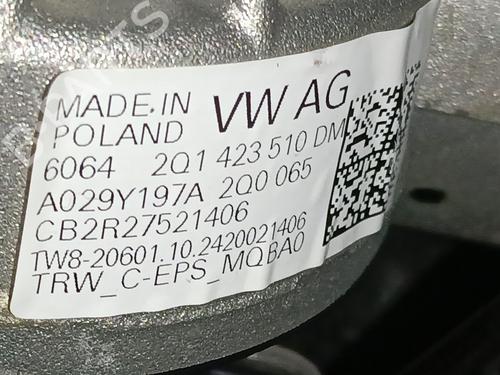 MADE.IN
POLAND
VW AG
6064 2Q1 423 510 DM
A029Y197A 2Q0 065
CB2R27521406
TW8-20601.10.2420021406
TRW_C-EPS_MQBA0